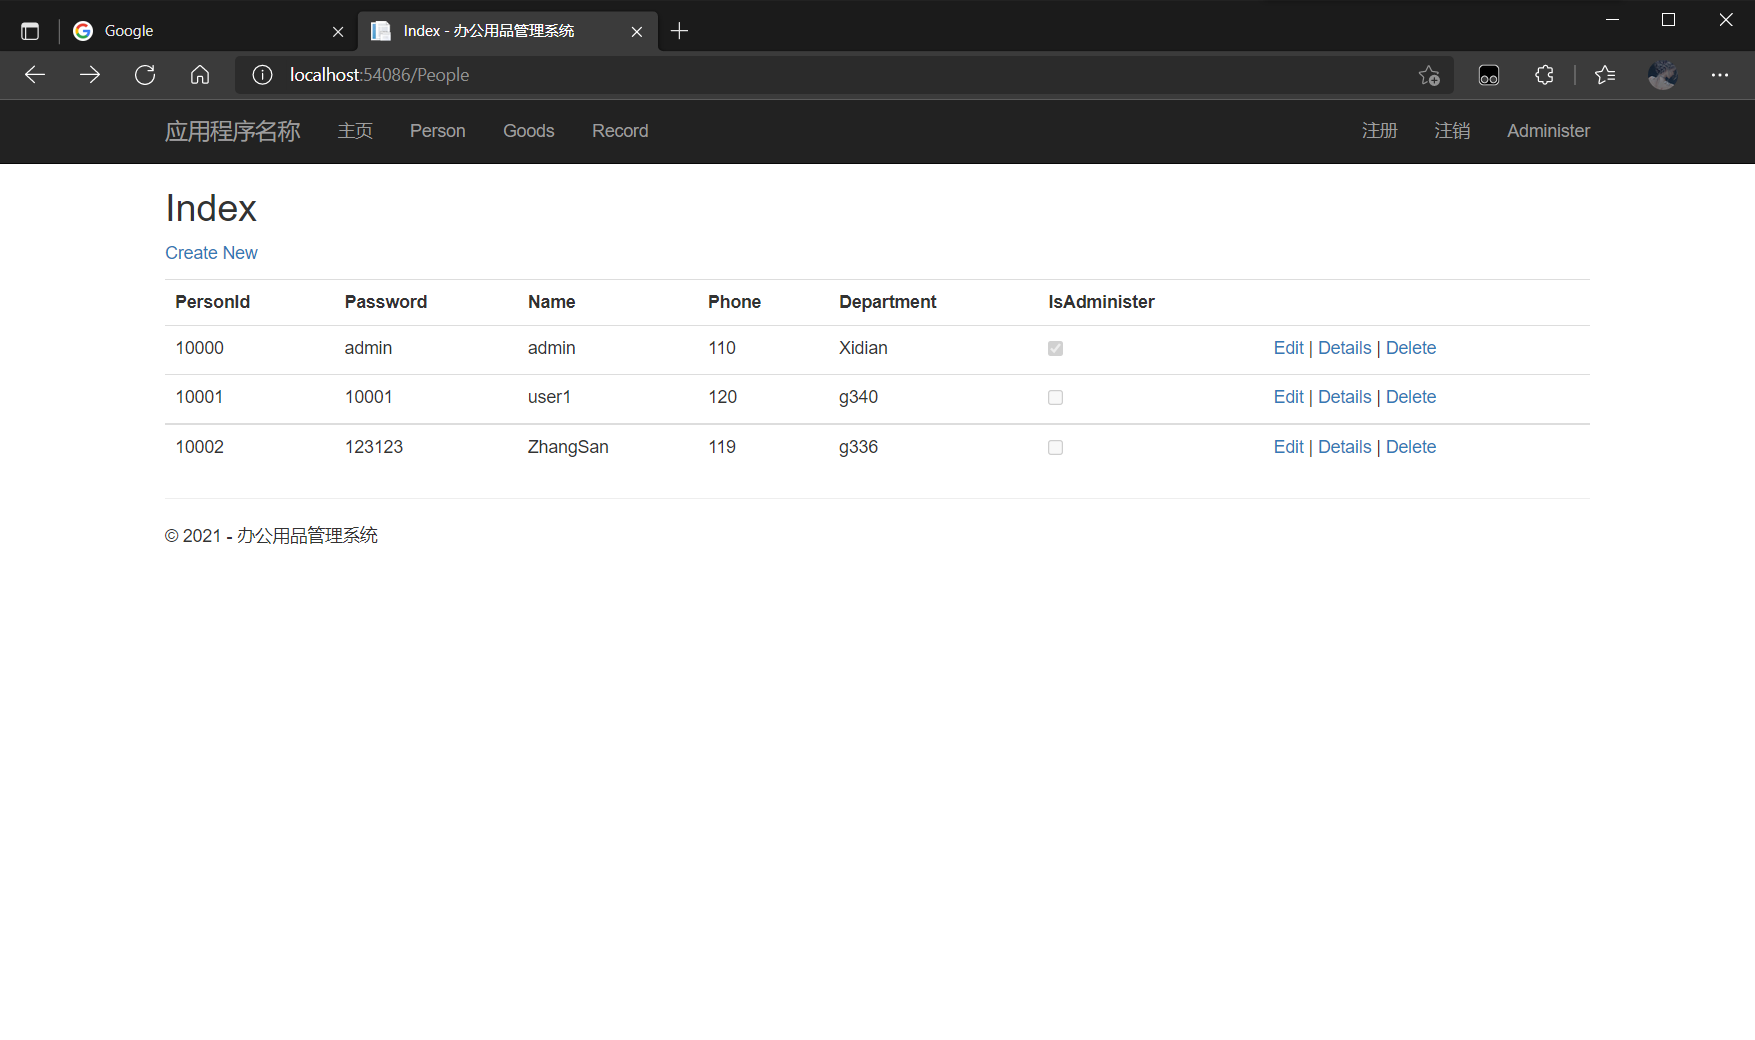 Google
Index - 办公用品管理系统
localhost:54086/People
应用程序名称 主页 Person Goods Record 注册 注销 Administer
Index
Create New
PersonId Password Name Phone Department IsAdminister
10000 admin admin 110 Xidian Edit | Details | Delete
10001 10001 user1 120 g340 Edit | Details | Delete
10002 123123 ZhangSan 119 g336 Edit | Details | Delete
© 2021 - 办公用品管理系统